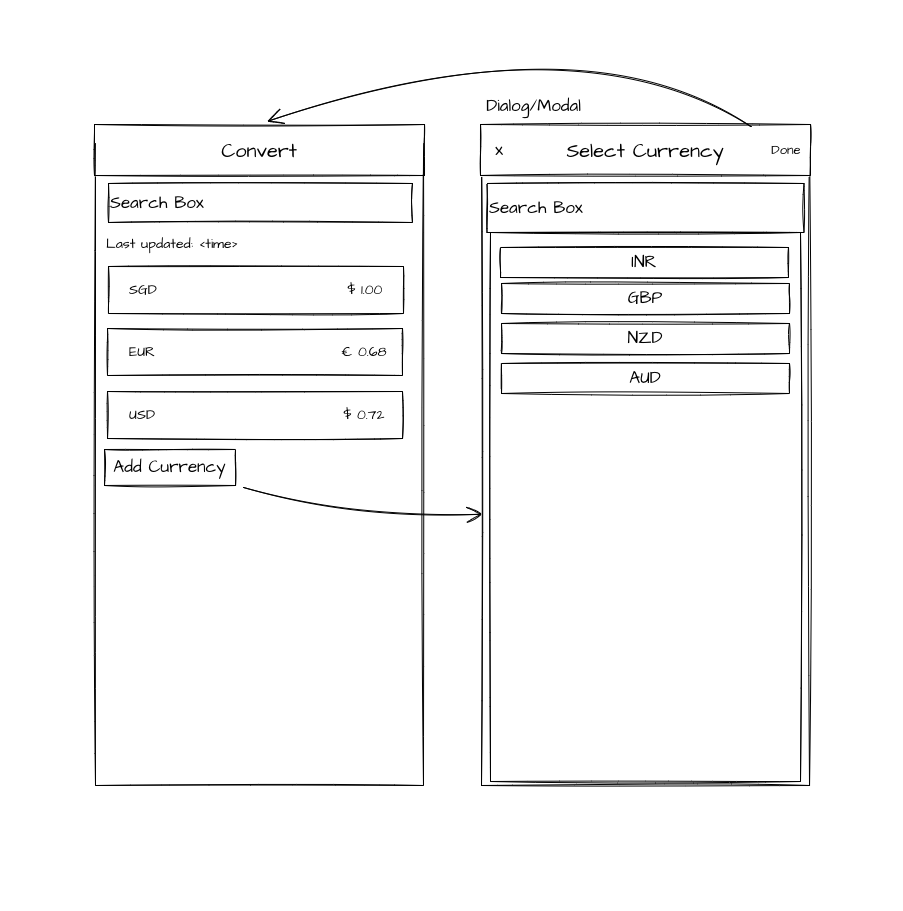 Convert
Search Box
Last updated: <time>
SGD $ 1.00
EUR € 0.68
USD $ 0.72
Add Currency
Dialog/Modal
x Select Currency Done
Search Box
INR
GBP
NZD
AUD